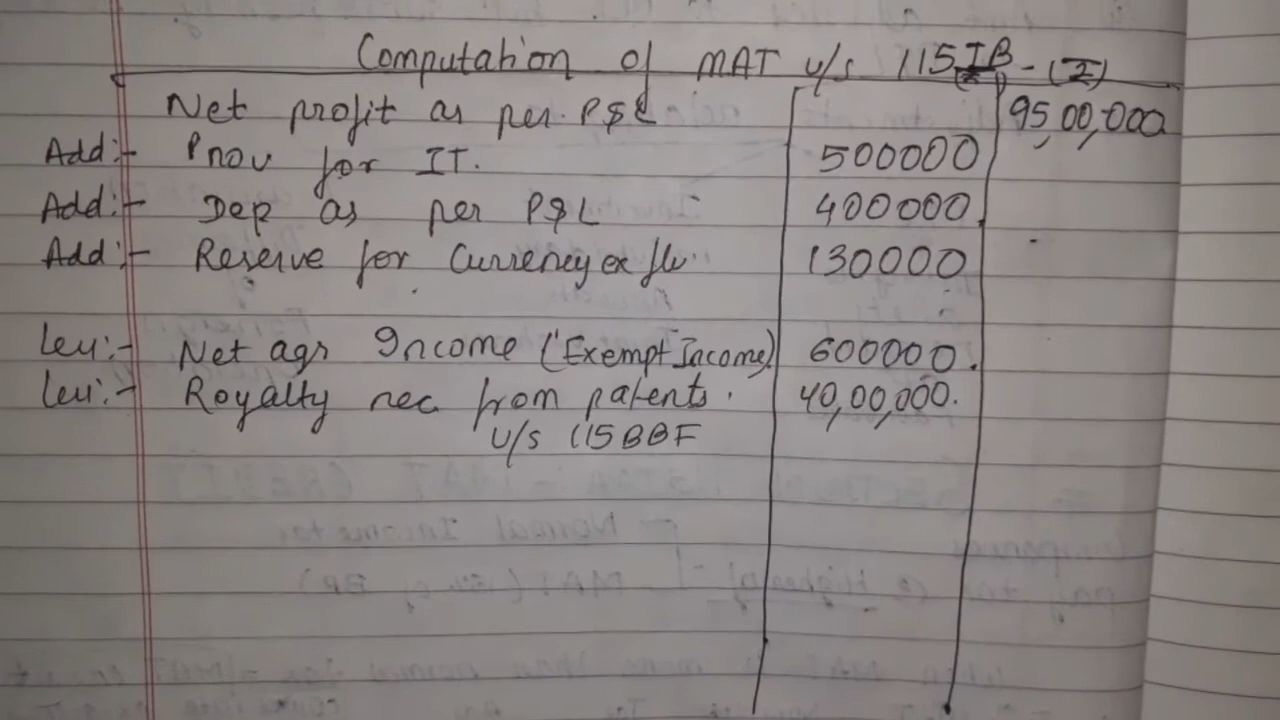 Computation of MAT u/s 115JB - (I)
Net profit as per P&L 95,00,000
Add:- Prov for IT. 500000
Add:- Dep as per P&L 400000.
Add:- Reserve for Currency ex flu.. 130000
Less:- Net agr Income (Exempt Income) 600000.
Less:- Royalty rec from patents. 40,00,000.
u/s 115BBF